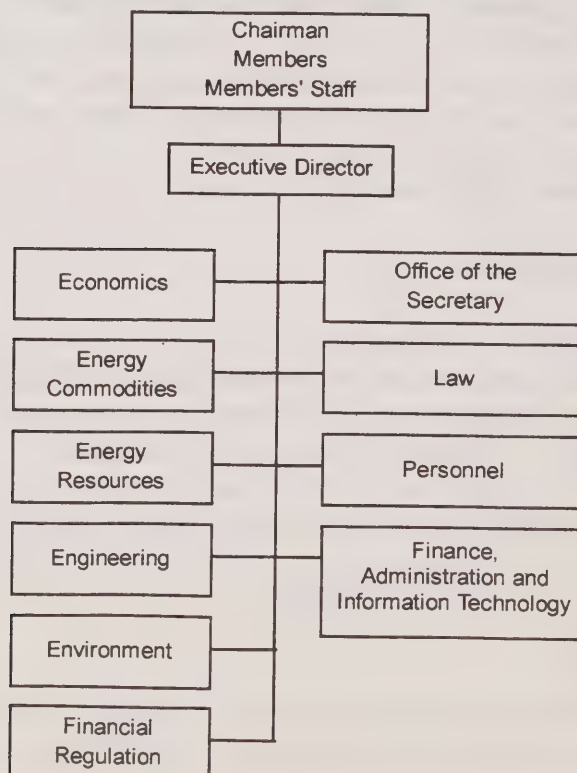 Chairman
Members
Members' Staff
Executive Director
Economics
Office of the
Secretary
Energy
Commodities
Law
Energy
Resources
Personnel
Engineering
Finance,
Administration and
Information Technology
Environment
Financial
Regulation